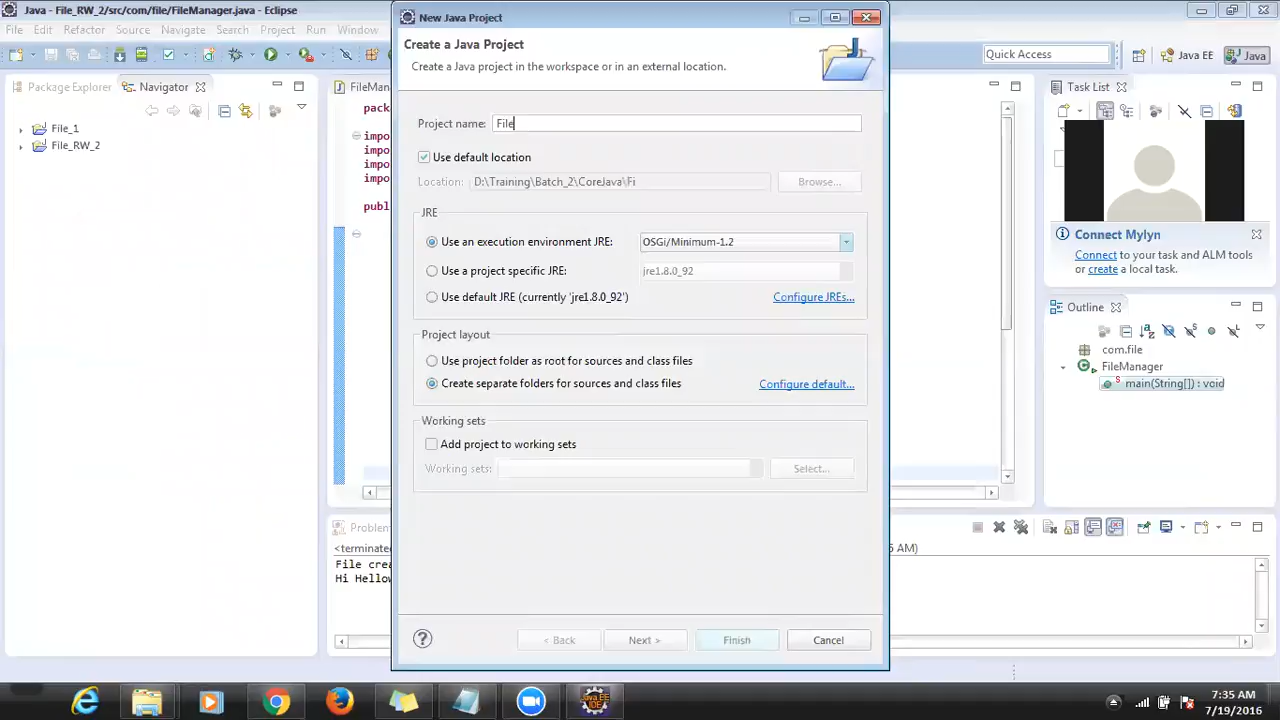 Java - File_RW_2/src/com/file/FileManager.java - Eclipse
File Edit Refactoring Source Navigate Search Project Run Window
Quick Access
Java EE
Java
Package Explorer
Navigator
File_1
File_RW_2
FileMan
packa
impo
impo
impo
impo
publ
New Java Project
Create a Java Project
Create a Java project in the workspace or in an external location.
Project name: File
Use default location
Location: D:\Training\Batch_2\CoreJava\Fi
Browse...
JRE
Use an execution environment JRE: OSGi/Minimum-1.2
Use a project specific JRE: jre1.8.0_92
Use default JRE (currently 'jre1.8.0_92') Configure JREs...
Project layout
Use project folder as root for sources and class files
Create separate folders for sources and class files Configure default...
Working sets
Add project to working sets
Working sets: Select...
< Back Next > Finish Cancel
Task List
Connect Mylyn
Connect to your task and ALM tools
or create a local task.
Outline
com.file
FileManager
main(String[]) : void
Problem
<terminated
AM)
File crea
Hi Hellow
Java EE
IDE
7:35 AM
7/19/2016